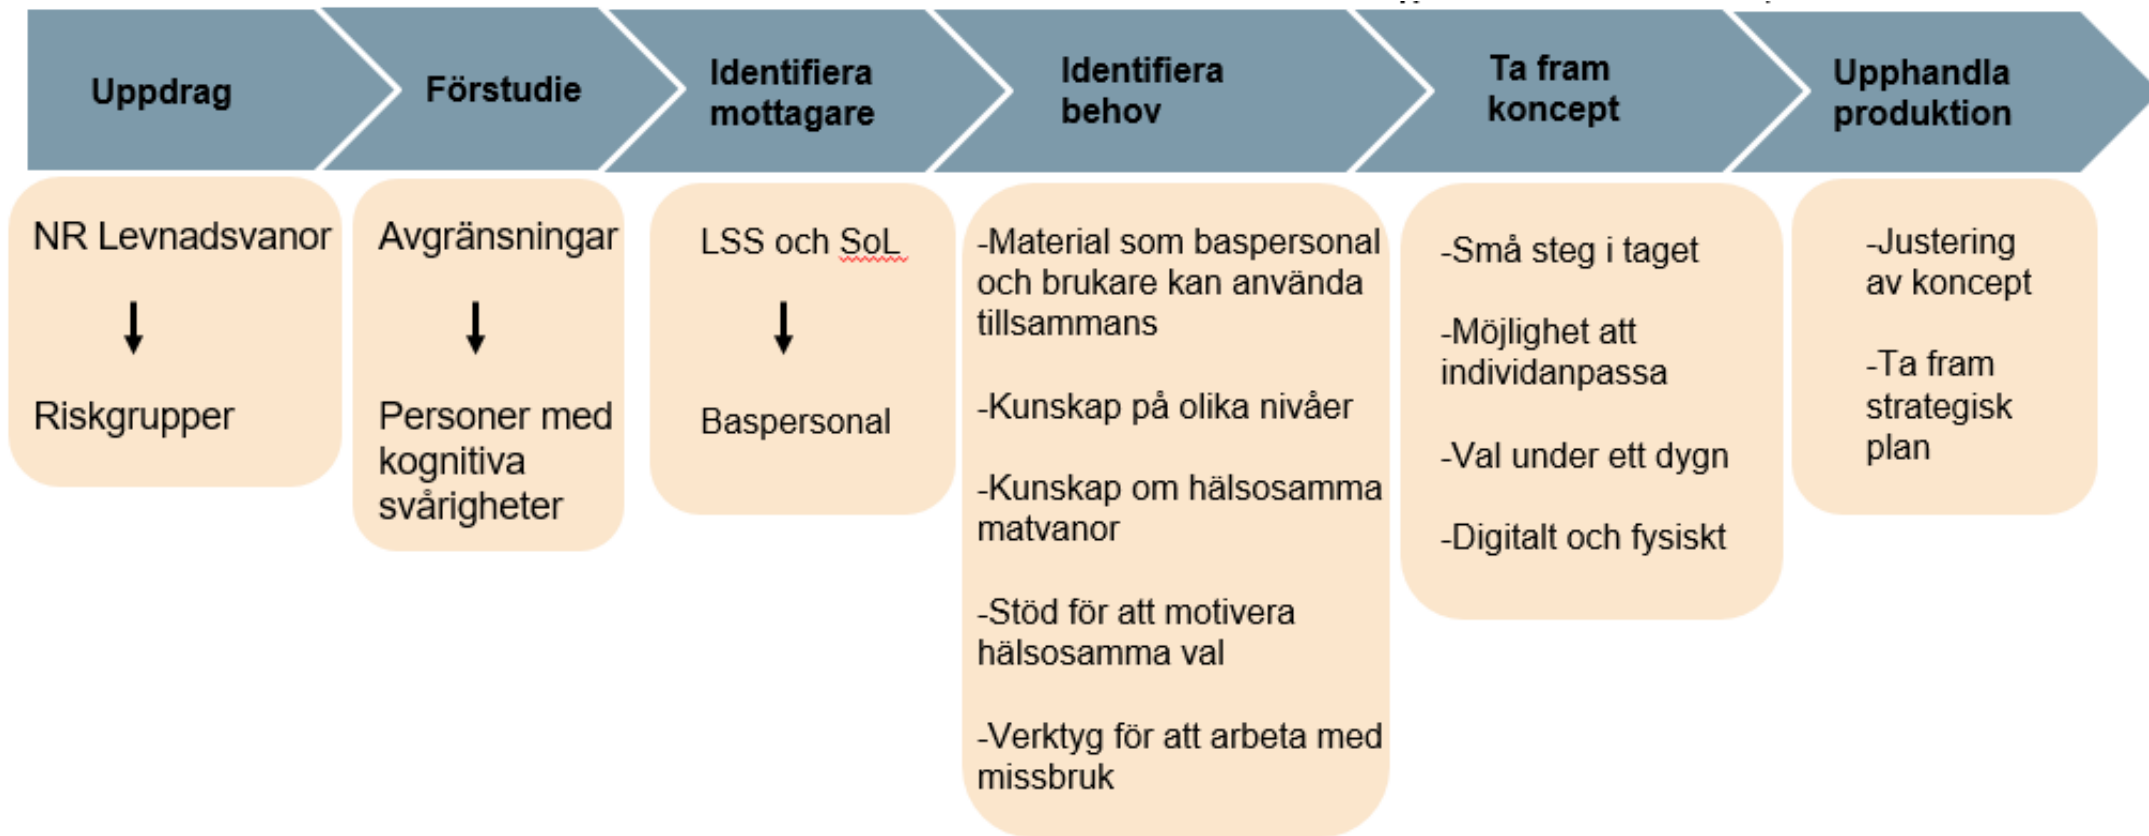 Uppdrag
Förstudie
Identifiera
mottagare
Identifiera
behov
Ta fram
koncept
Upphandla
produktion
NR Levnadsvanor
Riskgrupper
Avgränsningar
Personer med
kognitiva
svårigheter
LSS och SoL
Baspersonal
-Material som baspersonal
och brukare kan använda
tillsammans
-Kunskap på olika nivåer
-Kunskap om hälsosamma
matvanor
-Stöd för att motivera
hälsosamma val
-Verktyg för att arbeta med
missbruk
-Små steg i taget
-Möjlighet att
individanpassa
-Val under ett dygn
-Digitalt och fysiskt
-Justering
av koncept
-Ta fram
strategisk
plan